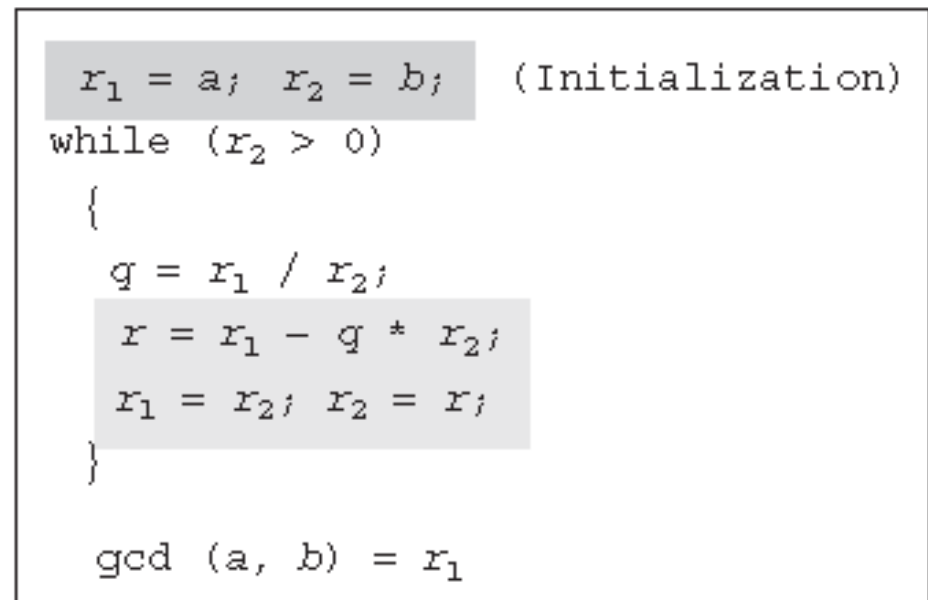 r₁ = a; r₂ = b; (Initialization)
while (r₂ > 0)
{
q = r₁ / r₂;
r = r₁ − q * r₂;
r₁ = r₂; r₂ = r;
}
gcd (a, b) = r₁